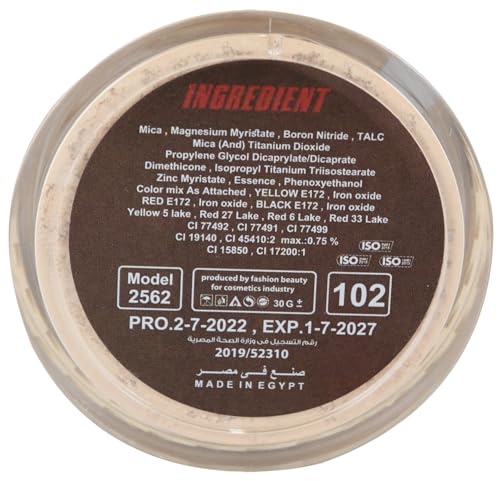 INGREDIENT
Mica , Magnesium Myristate , Boron Nitride , TALC
Mica (And) Titanium Dioxide
Propylene Glycol Dicaprylate/Dicaprate
Dimethicone , Isopropyl Titanium Triisostearate
Zinc Myristate , Essence , Phenoxyethanol
Color mix As Attached , YELLOW E172 , Iron oxide
RED E172 , Iron oxide , BLACK E172 , Iron oxide
Yellow 5 lake , Red 27 Lake , Red 6 Lake , Red 33 Lake
CI 77492 , CI 77491 , CI 77499
CI 19140 , CI 45410:2 max.:0.75 %
CI 15850 , CI 17200:1
ISO
ISO ISO
Model
2562
produced by fashion beauty
for cosmetics industry
30 G ±
102
PRO.2-7-2022 , EXP.1-7-2027
رقم التسجيل فى وزارة الصحة المصرية
2019/52310
صنع فى مصر
MADE IN EGYPT